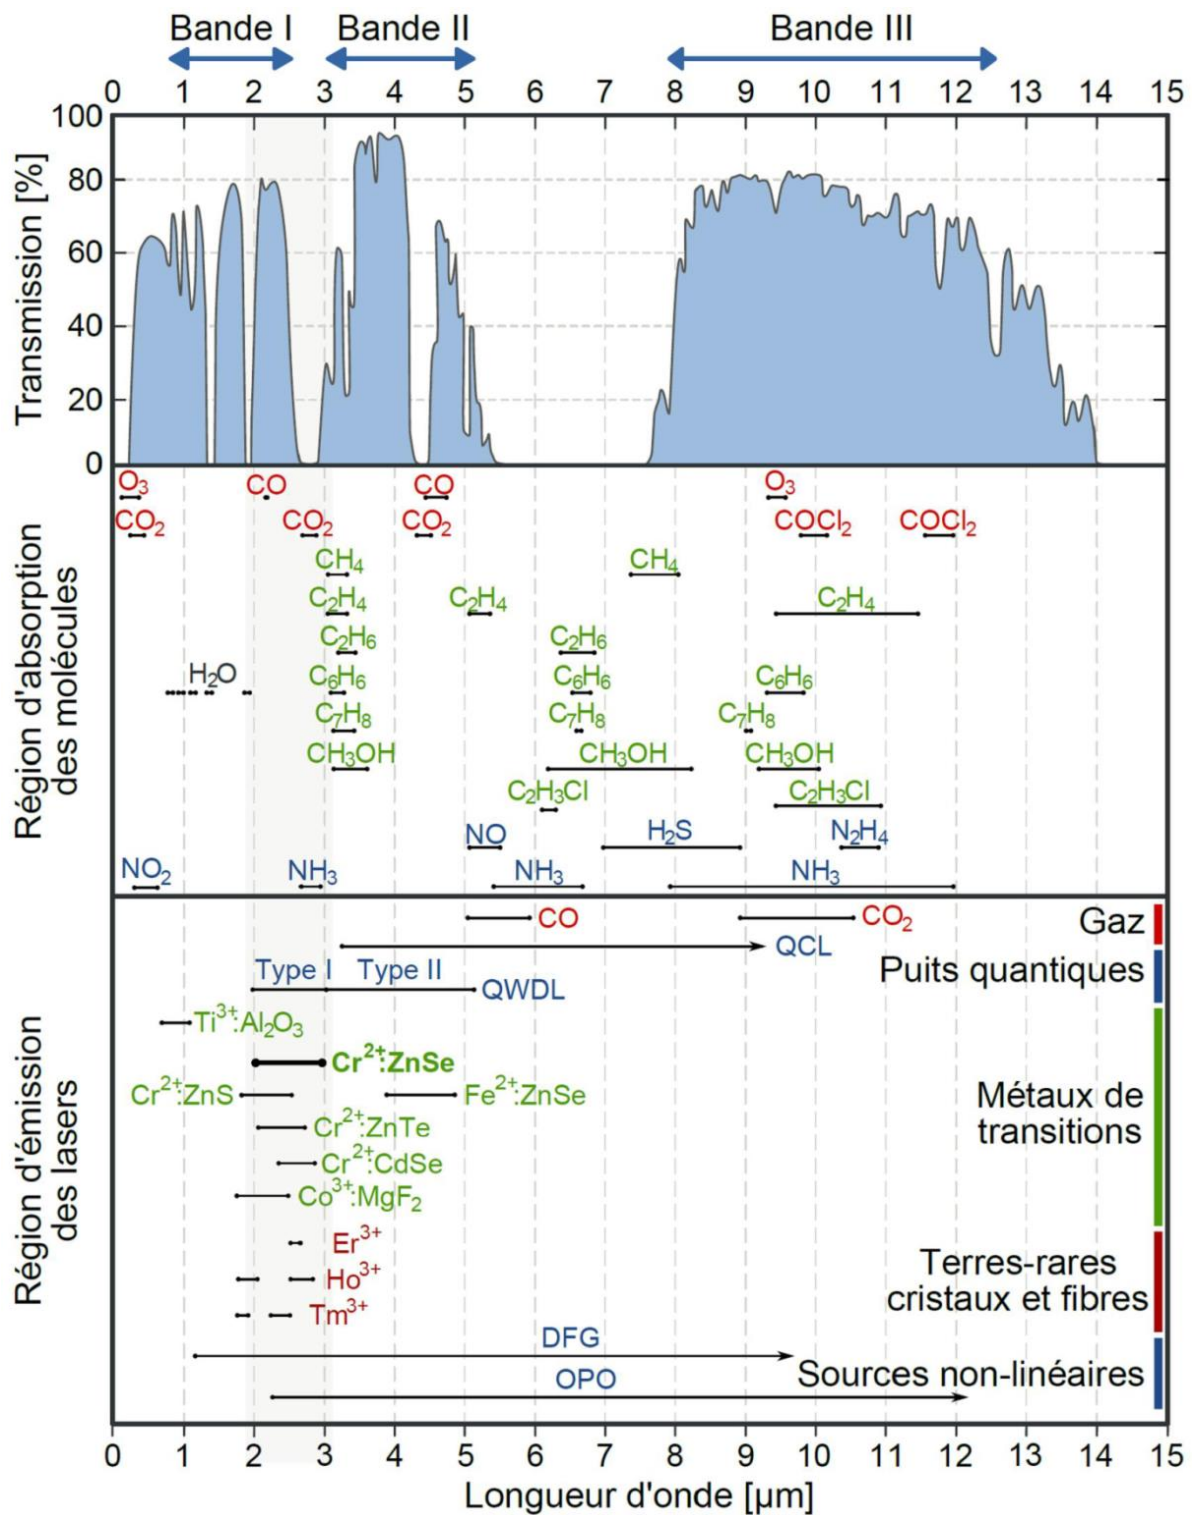 Bande I Bande II Bande III
0 1 2 3 4 5 6 7 8 9 10 11 12 13 14 15
Transmission [%]
100
80
60
40
20
0
Région d'absorption
des molécules
O3 CO CO O3
CO2 CO2 CO2 COCl2 COCl2
CH4 CH4
C2H4 C2H4 C2H4
C2H6 C2H6
H2O C6H6 C6H6 C6H6
C7H8 C7H8 C7H8
CH3OH CH3OH CH3OH
C2H3Cl C2H3Cl
NO H2S N2H4
NO2 NH3 NH3 NH3
Région d'émission
des lasers
CO CO2 Gaz
QCL
Puits quantiques
Type I Type II QWDL
Ti3+:Al2O3
Cr2+:ZnSe
Cr2+:ZnS Fe2+:ZnSe
Métaux de
transitions
Cr2+:ZnTe
Cr2+:CdSe
Co3+:MgF2
Er3+
Ho3+
Terres-rares
cristaux et fibres
Tm3+
DFG
OPO
Sources non-linéaires
0 1 2 3 4 5 6 7 8 9 10 11 12 13 14 15
Longueur d'onde [µm]